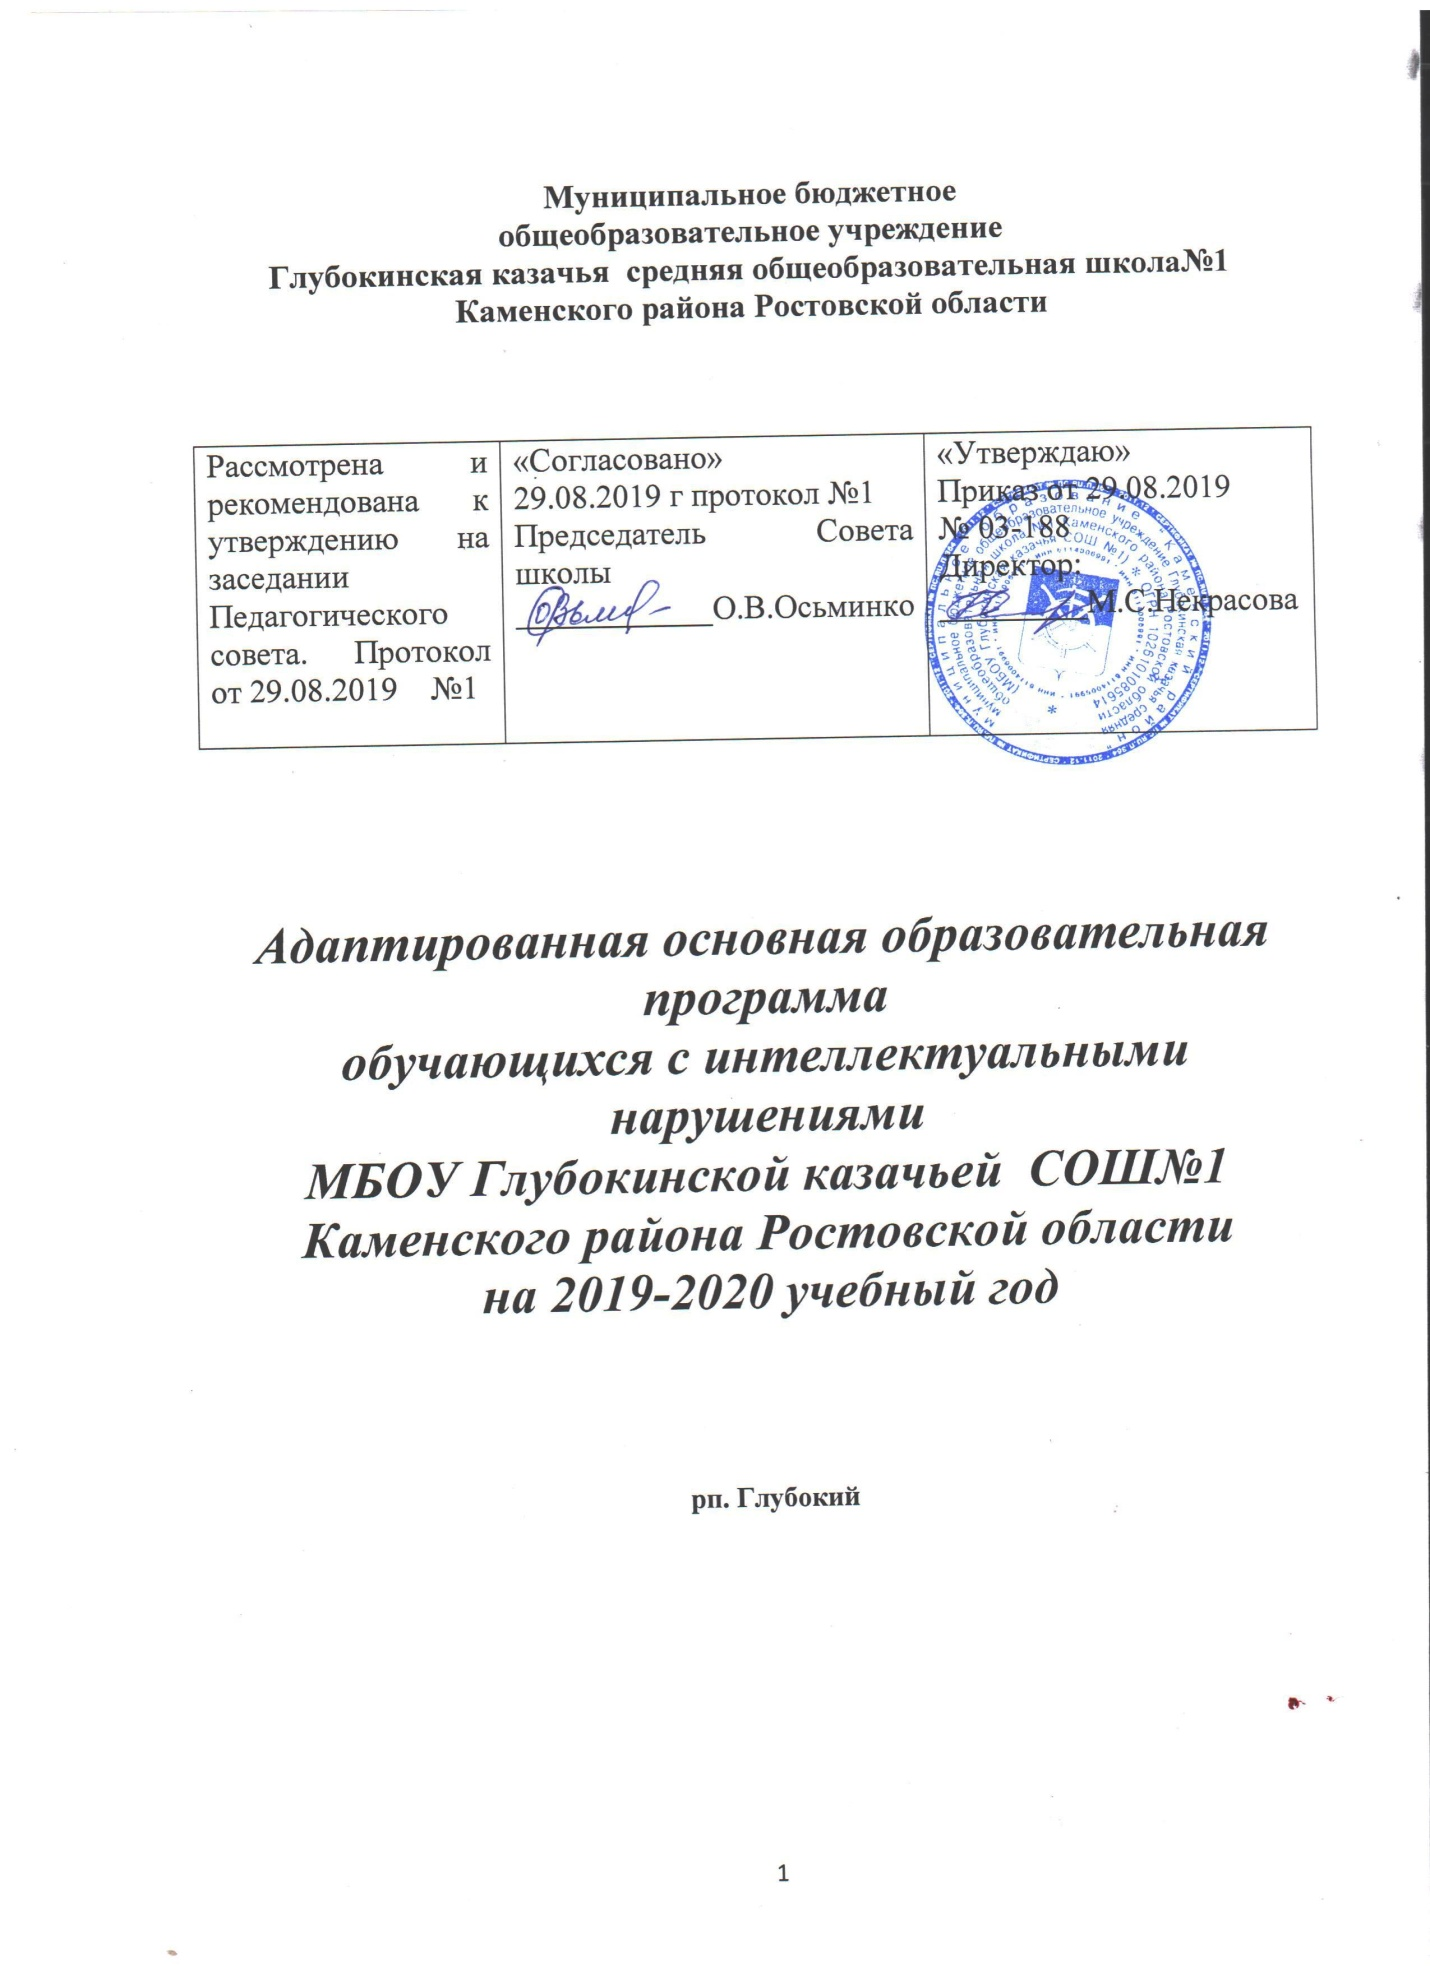 Муниципальное бюджетное
общеобразовательное учреждение
Глубокинская казачья средняя общеобразовательная школа№1
Каменского района Ростовской области
Рассмотрена и
рекомендована к
утверждению на
заседании
Педагогического
совета. Протокол
от 29.08.2019 №1
«Согласовано»
29.08.2019 г протокол №1
Председатель Совета
школы
______________О.В.Осьминко
«Утверждаю»
Приказ от 29.08.2019
№ 03-188
Директор:
__________М.С.Некрасова
Адаптированная основная образовательная
программа
обучающихся с интеллектуальными
нарушениями
МБОУ Глубокинской казачьей СОШ№1
Каменского района Ростовской области
на 2019-2020 учебный год
рп. Глубокий
1